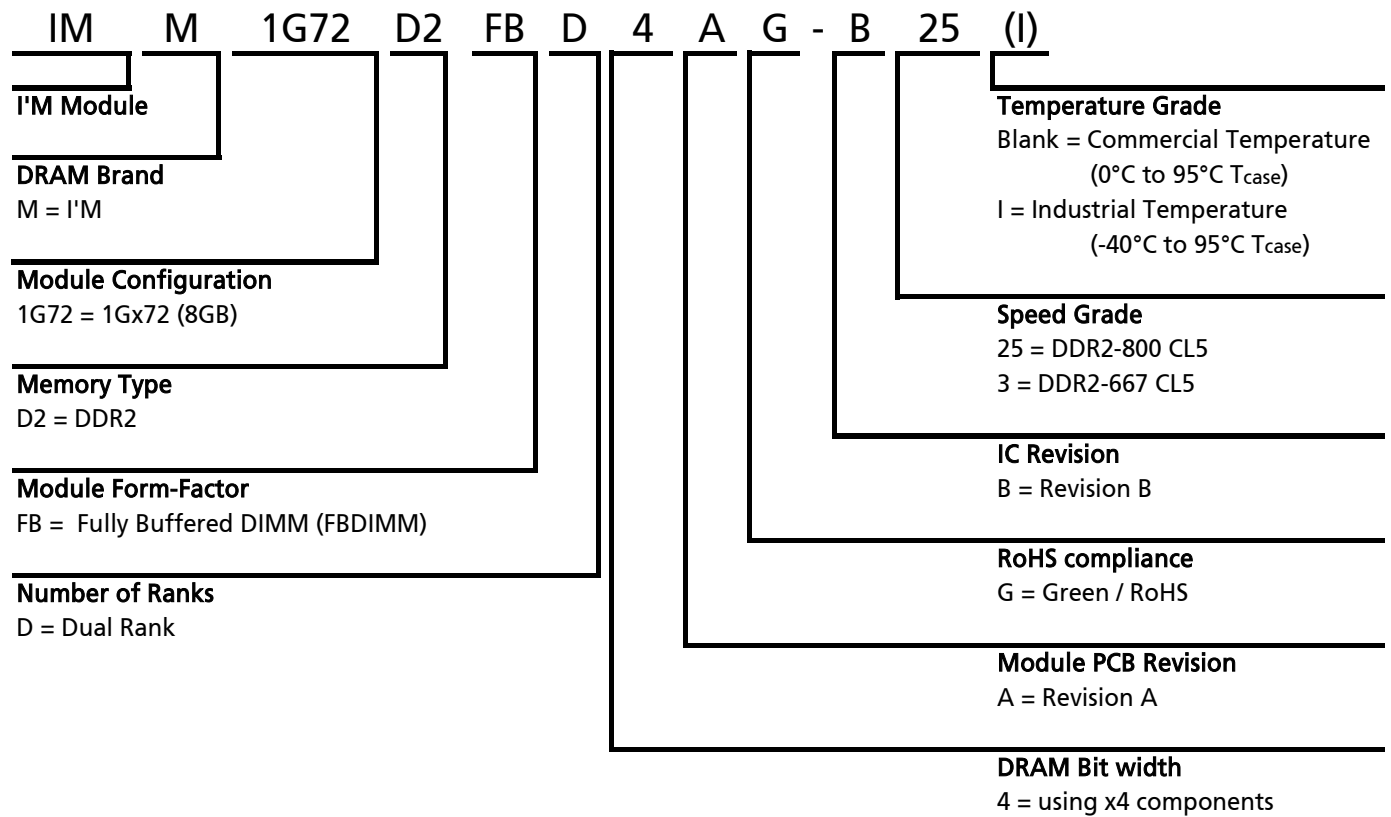 IM M 1G72 D2 FB D 4 A G - B 25 (I)
I'M Module
DRAM Brand
M = I'M
Module Configuration
1G72 = 1Gx72 (8GB)
Memory Type
D2 = DDR2
Module Form-Factor
FB = Fully Buffered DIMM (FBDIMM)
Number of Ranks
D = Dual Rank
Temperature Grade
Blank = Commercial Temperature
(0°C to 95°C Tcase)
I = Industrial Temperature
(-40°C to 95°C Tcase)
Speed Grade
25 = DDR2-800 CL5
3 = DDR2-667 CL5
IC Revision
B = Revision B
RoHS compliance
G = Green / RoHS
Module PCB Revision
A = Revision A
DRAM Bit width
4 = using x4 components